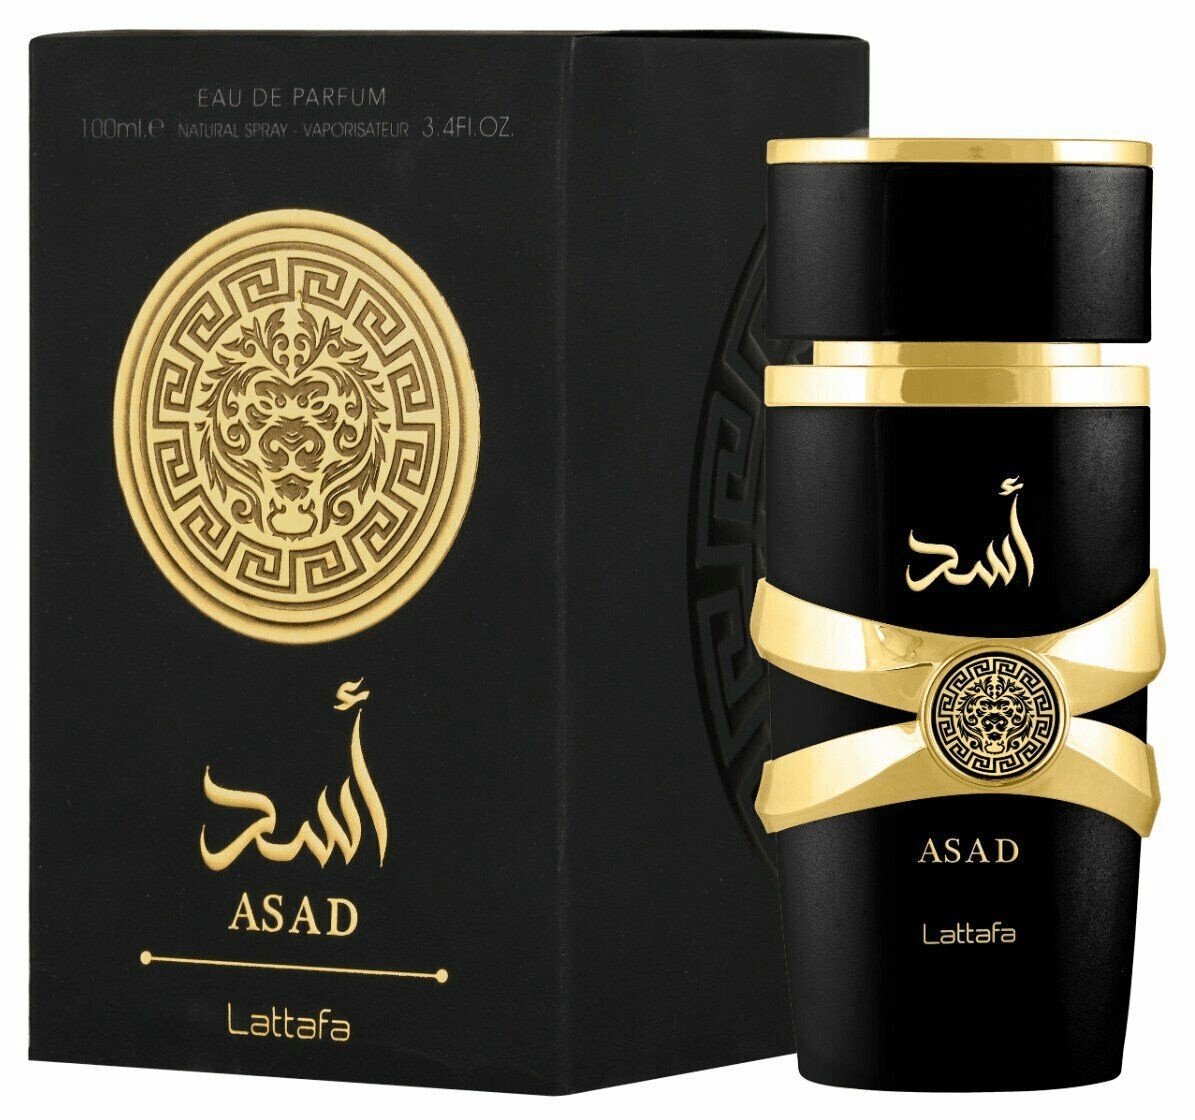 EAU DE PARFUM
100ml.e NATURAL SPRAY - VAPORISATEUR 3.4FL.OZ.
أسد
ASAD
Lattafa
أسد
ASAD
Lattafa